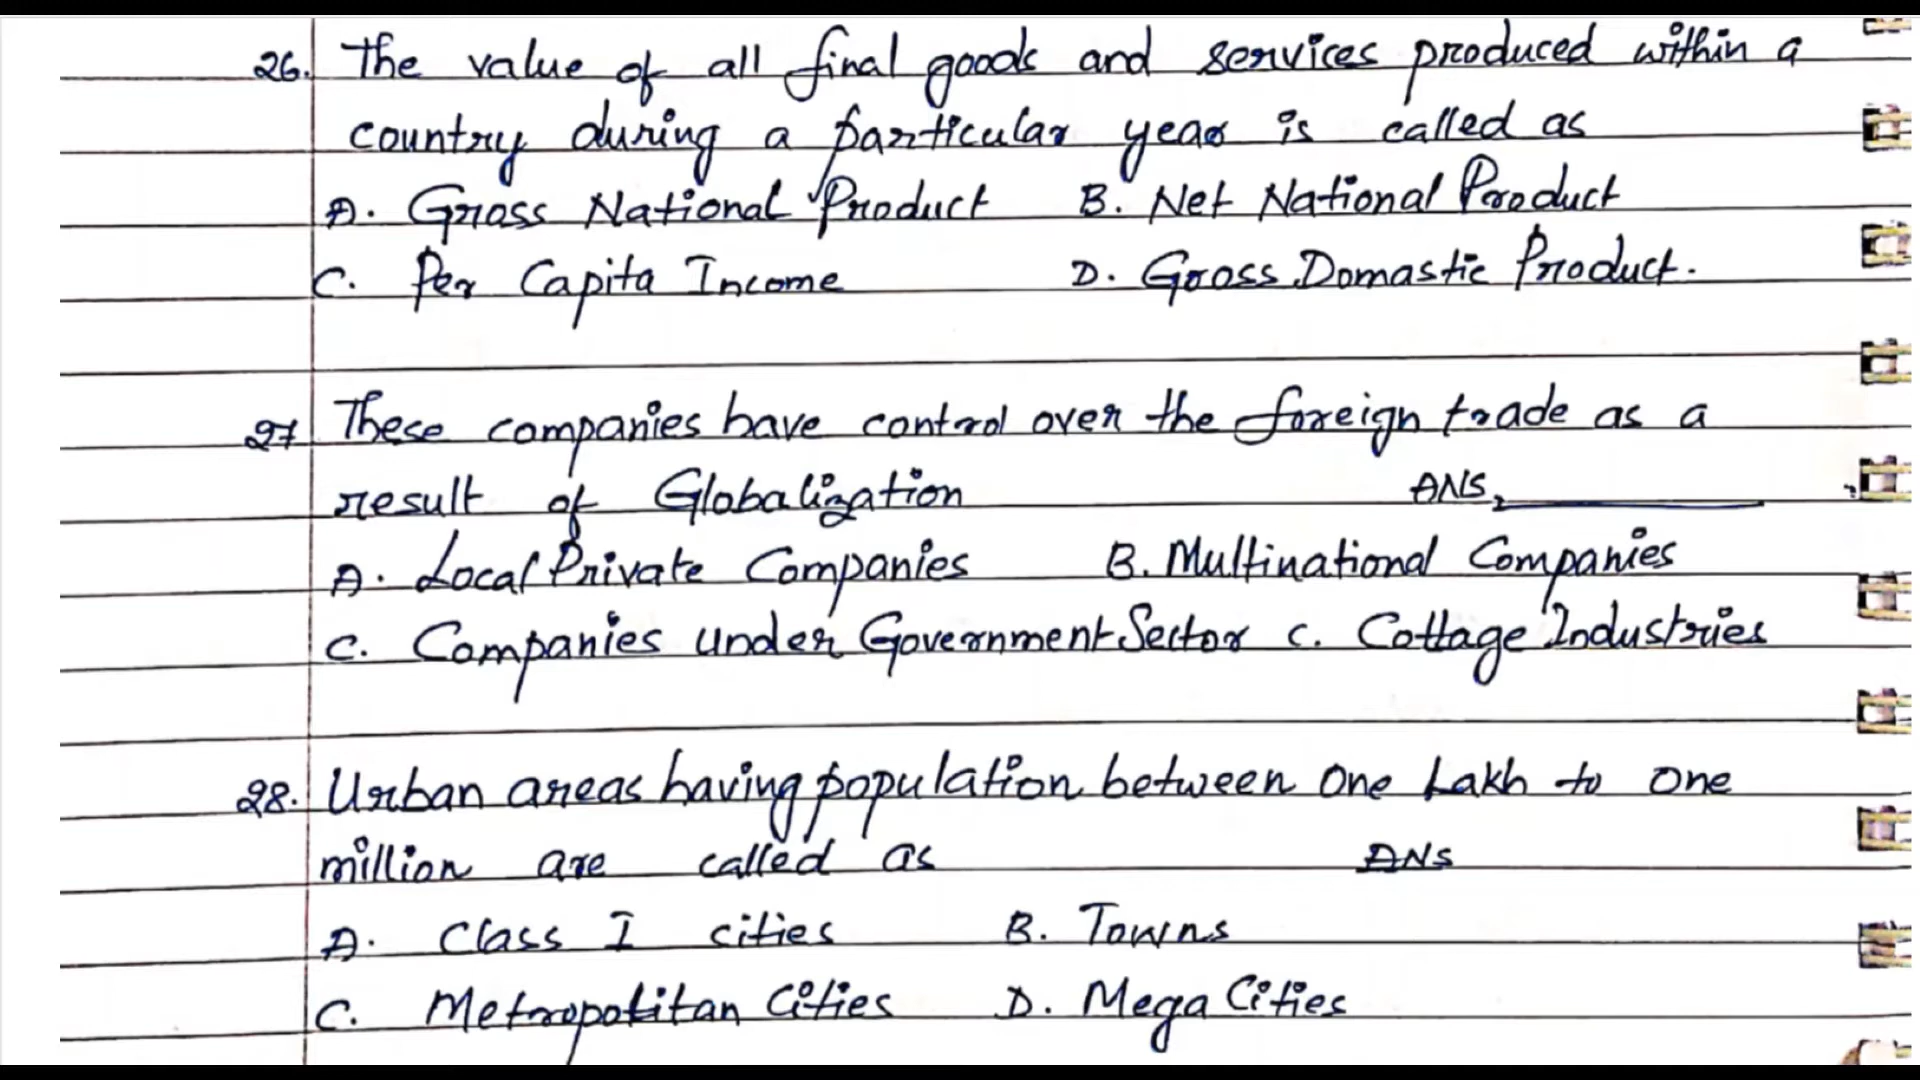 26. The value of all final goods and services produced within a
country during a particular year is called as
A. Gross National Product B. Net National Product
C. Per Capita Income D. Gross Domastic Product.
27 These companies have control over the foreign trade as a
result of Globalization ANS,
A. Local Private Companies B. Multinational Companies
C. Companies under Government Sector C. Cottage Industries
28. Urban areas having population between One Lakh to one
million are called as ANS
A. Class I cities B. Towns
C. Metropolitan Cities D. Mega Cities